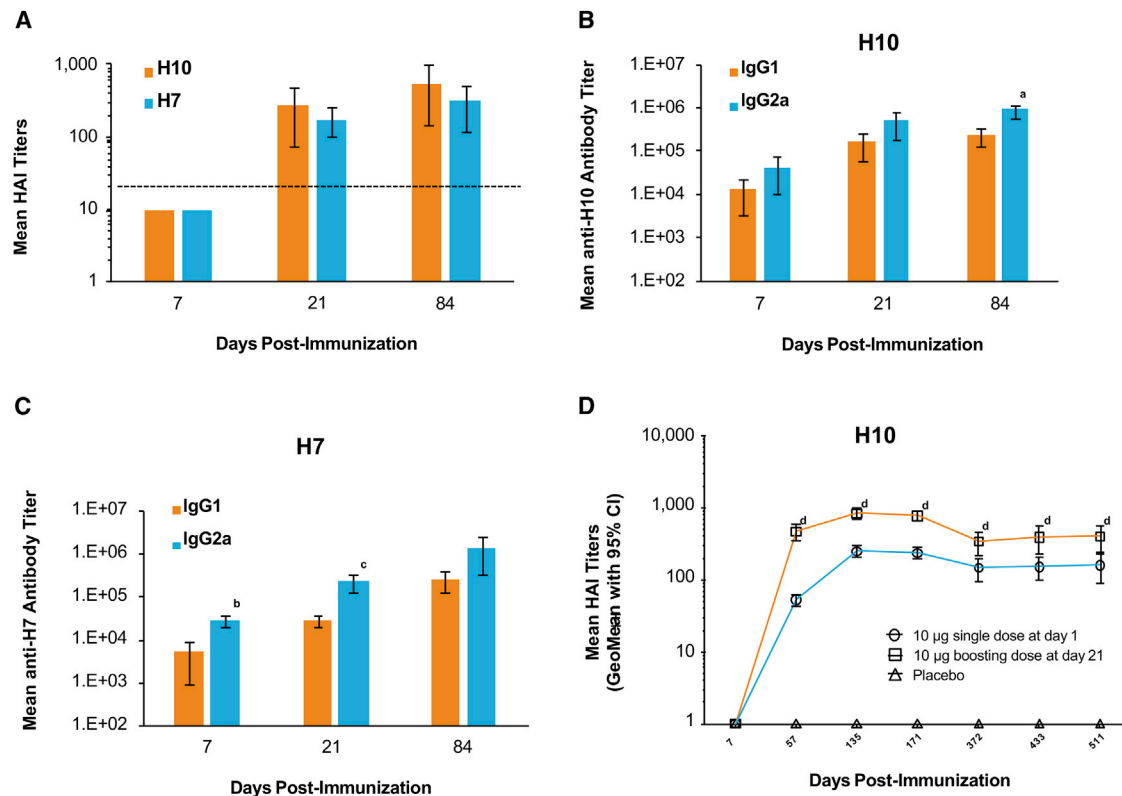 A
1,000
100
10
1
H10
H7
Mean HAI Titers
7 21 84
Days Post-Immunization
B
H10
1.E+07
1.E+06
1.E+05
1.E+04
1.E+03
1.E+02
IgG1
IgG2a
a
Mean anti-H10 Antibody Titer
7 21 84
Days Post-Immunization
C
H7
1.E+07
1.E+06
1.E+05
1.E+04
1.E+03
1.E+02
IgG1
IgG2a
b
c
Mean anti-H7 Antibody Titer
7 21 84
Days Post-Immunization
D
H10
10,000
1,000
100
10
1
d d d d d d
Mean HAI Titers
(GeoMean with 95% CI)
10 µg single dose at day 1
10 µg boosting dose at day 21
Placebo
7 57 135 171 372 433 511
Days Post-Immunization